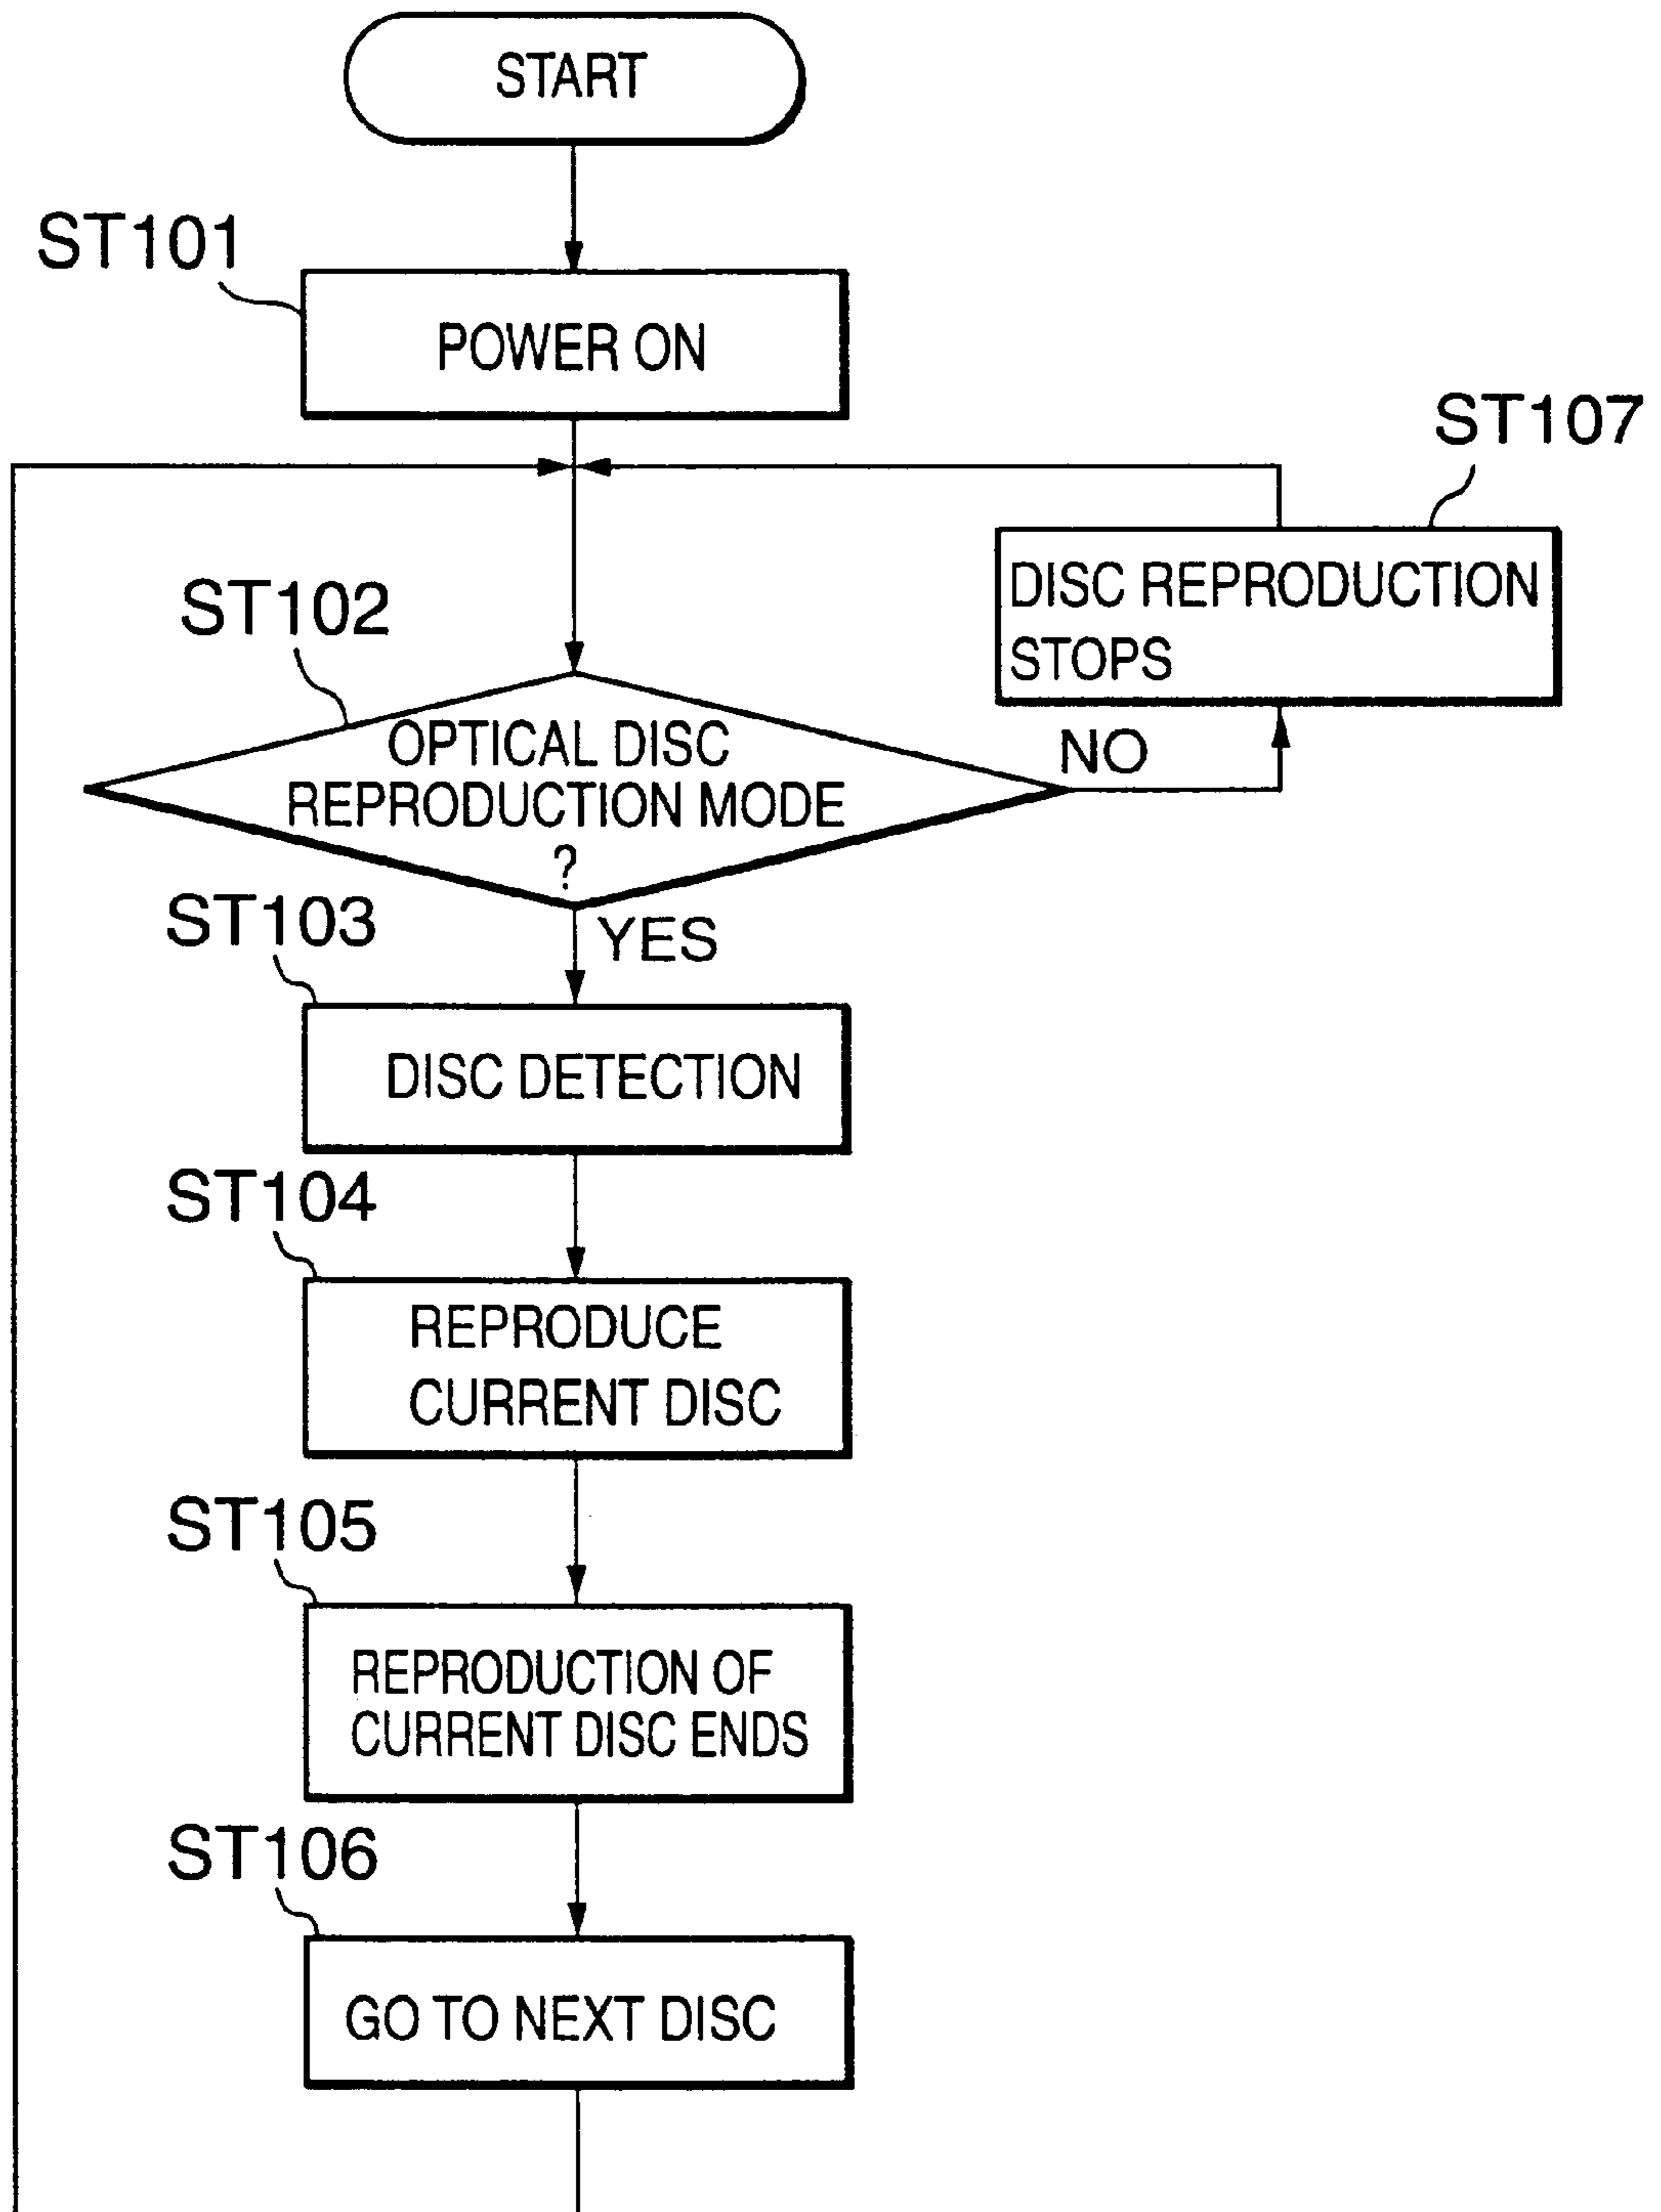 START
ST101
POWER ON
ST107
DISC REPRODUCTION
STOPS
ST102
OPTICAL DISC
REPRODUCTION MODE
?
NO
YES
ST103
DISC DETECTION
ST104
REPRODUCE
CURRENT DISC
ST105
REPRODUCTION OF
CURRENT DISC ENDS
ST106
GO TO NEXT DISC